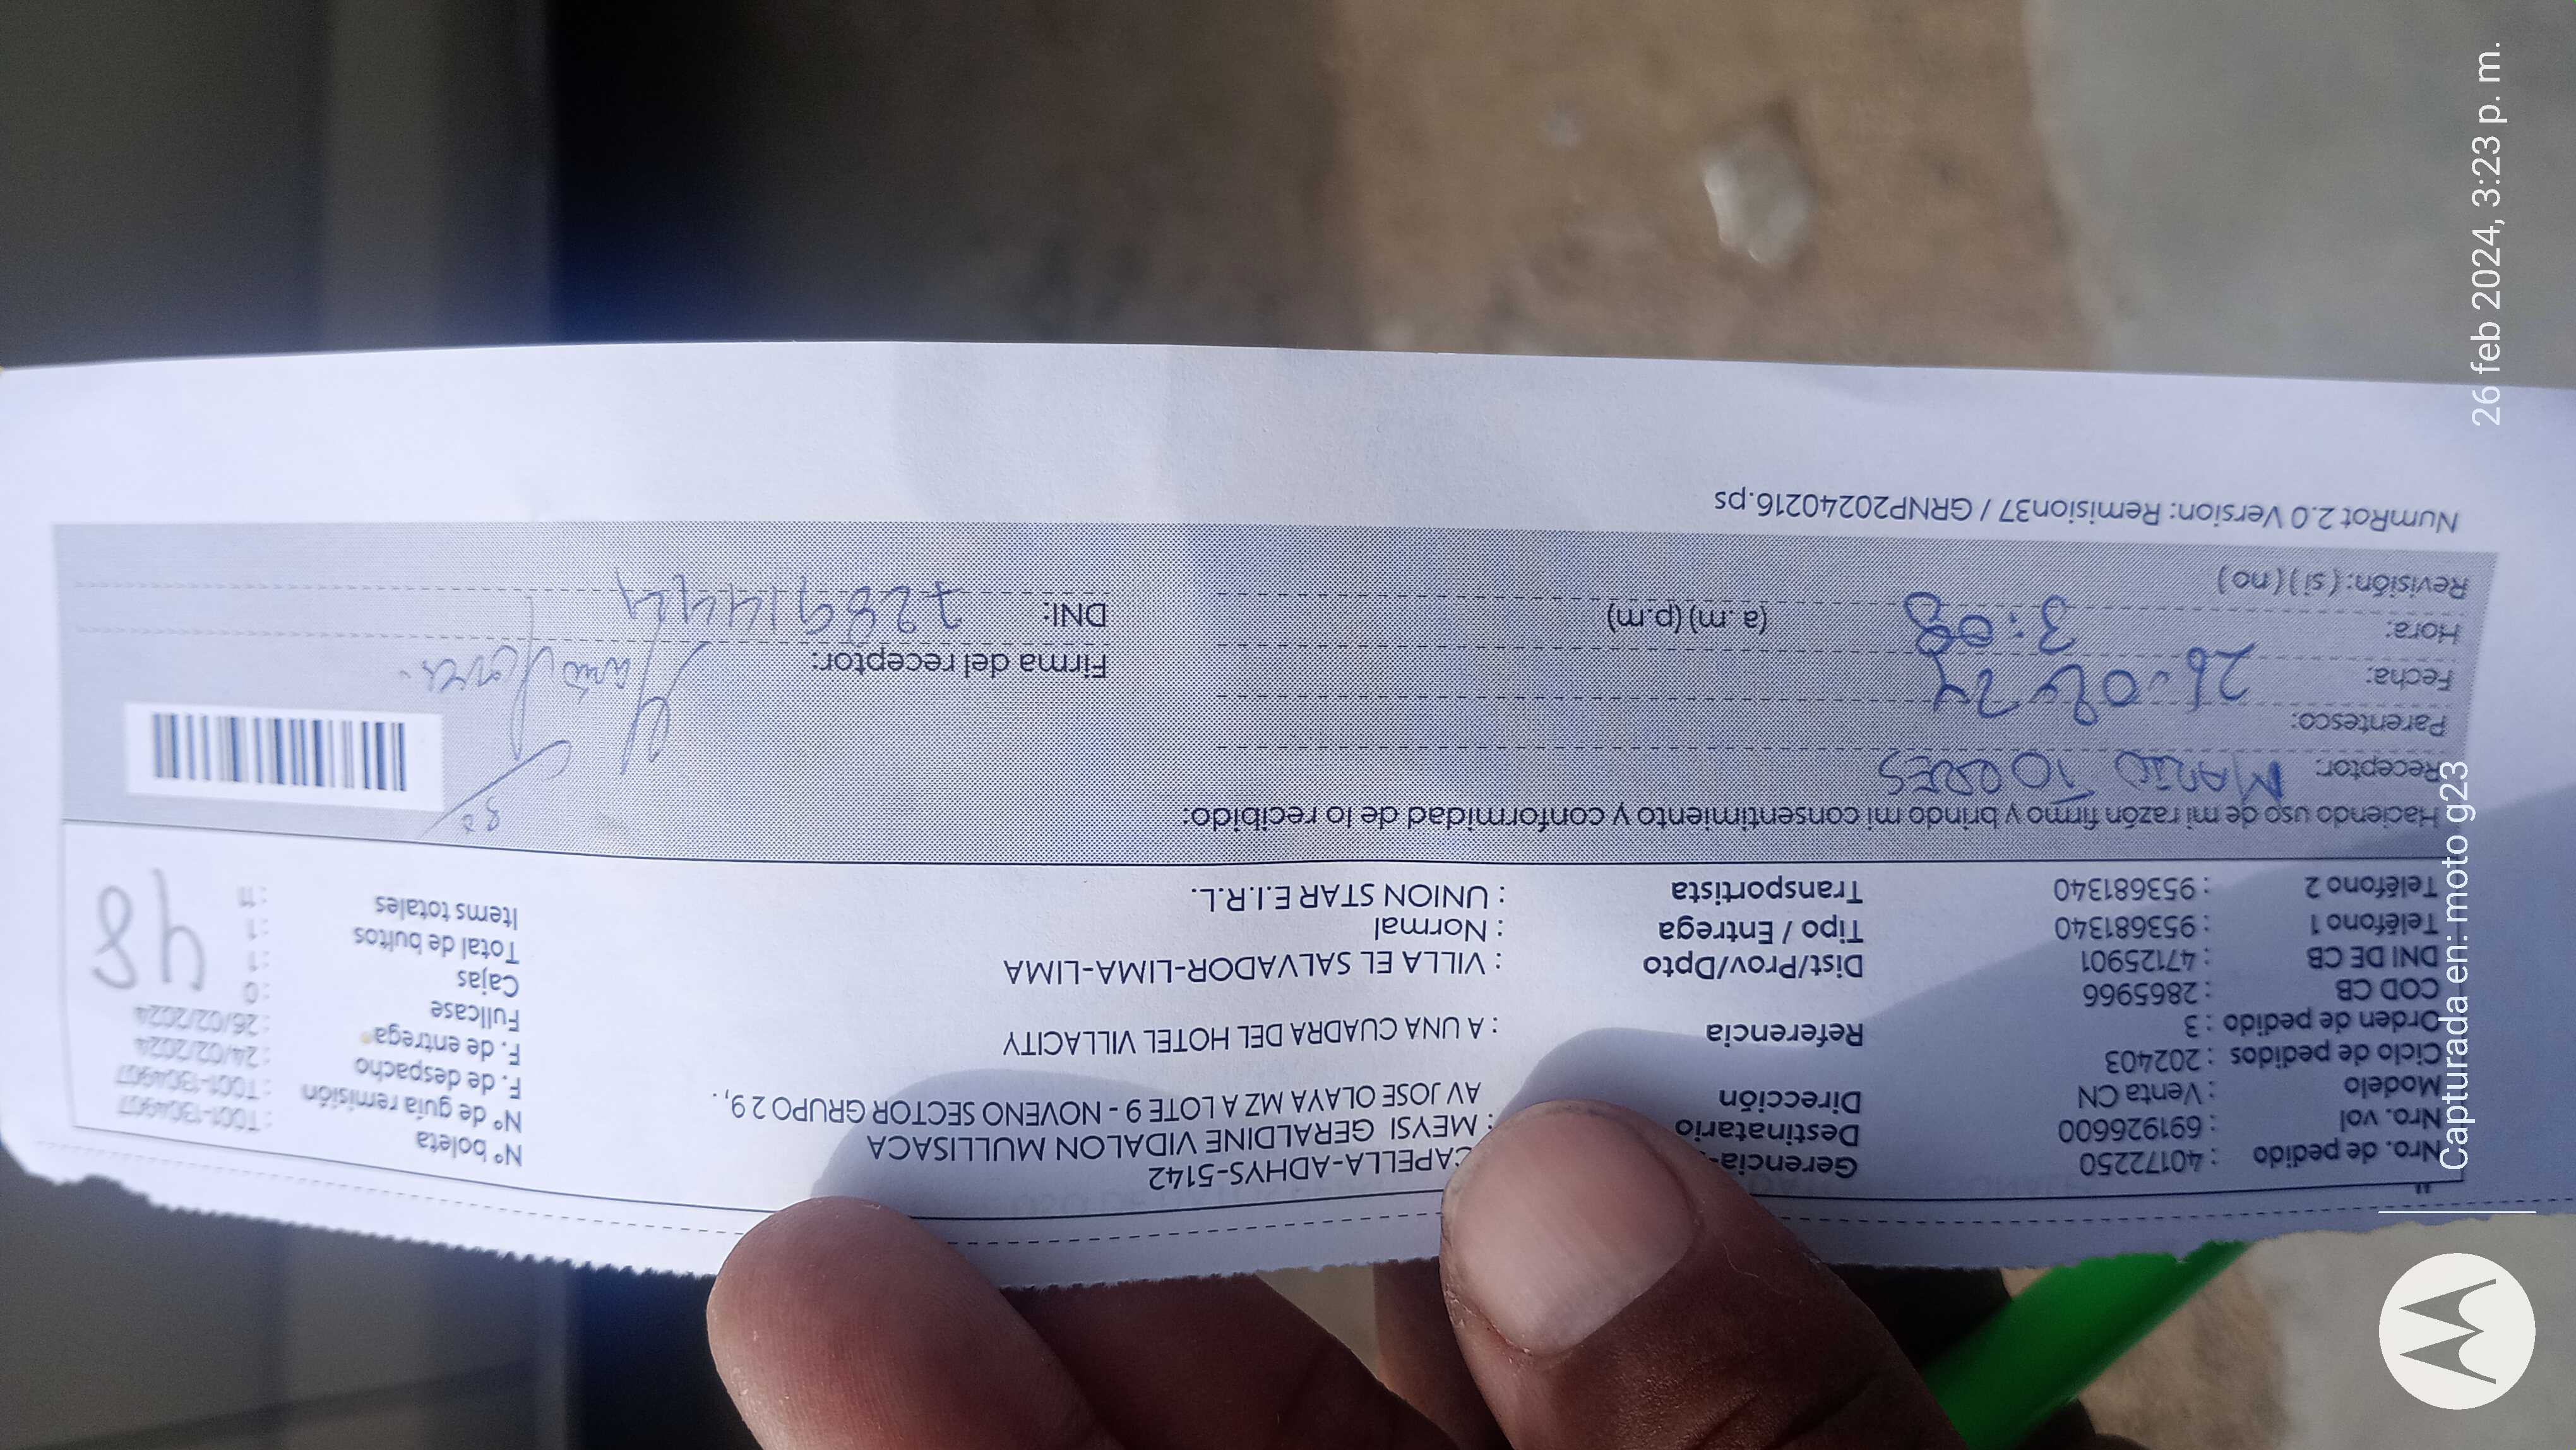 Nro. de pedido : 40172250
Nro. vol : 691926600
Modelo : Venta CN
Ciclo de pedidos : 202403
Orden de pedido : 3
COD CB : 2865966
DNI DE CB : 47125901
Teléfono 1 : 953681340
Teléfono 2 : 953681340
Gerencia- CAPELLA-ADHYS-5142
Destinatario : MEYSI GERALDINE VIDALON MULLISACA
Dirección AV JOSE OLAYA MZ A LOTE 9 - NOVENO SECTOR GRUPO 2 9, .
Referencia : A UNA CUADRA DEL HOTEL VILLACITY
Dist/Prov/Dpto : VILLA EL SALVADOR-LIMA-LIMA
Tipo / Entrega : Normal
Transportista : UNION STAR E.I.R.L.
N° boleta : T001-1304907
N° de guía remisión : T001-1304907
F. de despacho : 24/02/2024
F. de entrega : 26/02/2024
Fullcase : 0
Cajas : 1
Total de bultos : 1
Items totales : 11
48
Haciendo uso de mi razón firmo y brindo mi consentimiento y conformidad de lo recibido:
Receptor: MARIO TORRES
Parentesco:
Fecha: 26-02-24
Hora: 3:08 (a.m) (p.m)
Revisión: (si) (no)
Firma del receptor:
DNI: 728914444
NumRot 2.0 Version: Remision37 / GRNP20240216.ps
Capturada en: moto g23
26 feb 2024, 3:23 p. m.